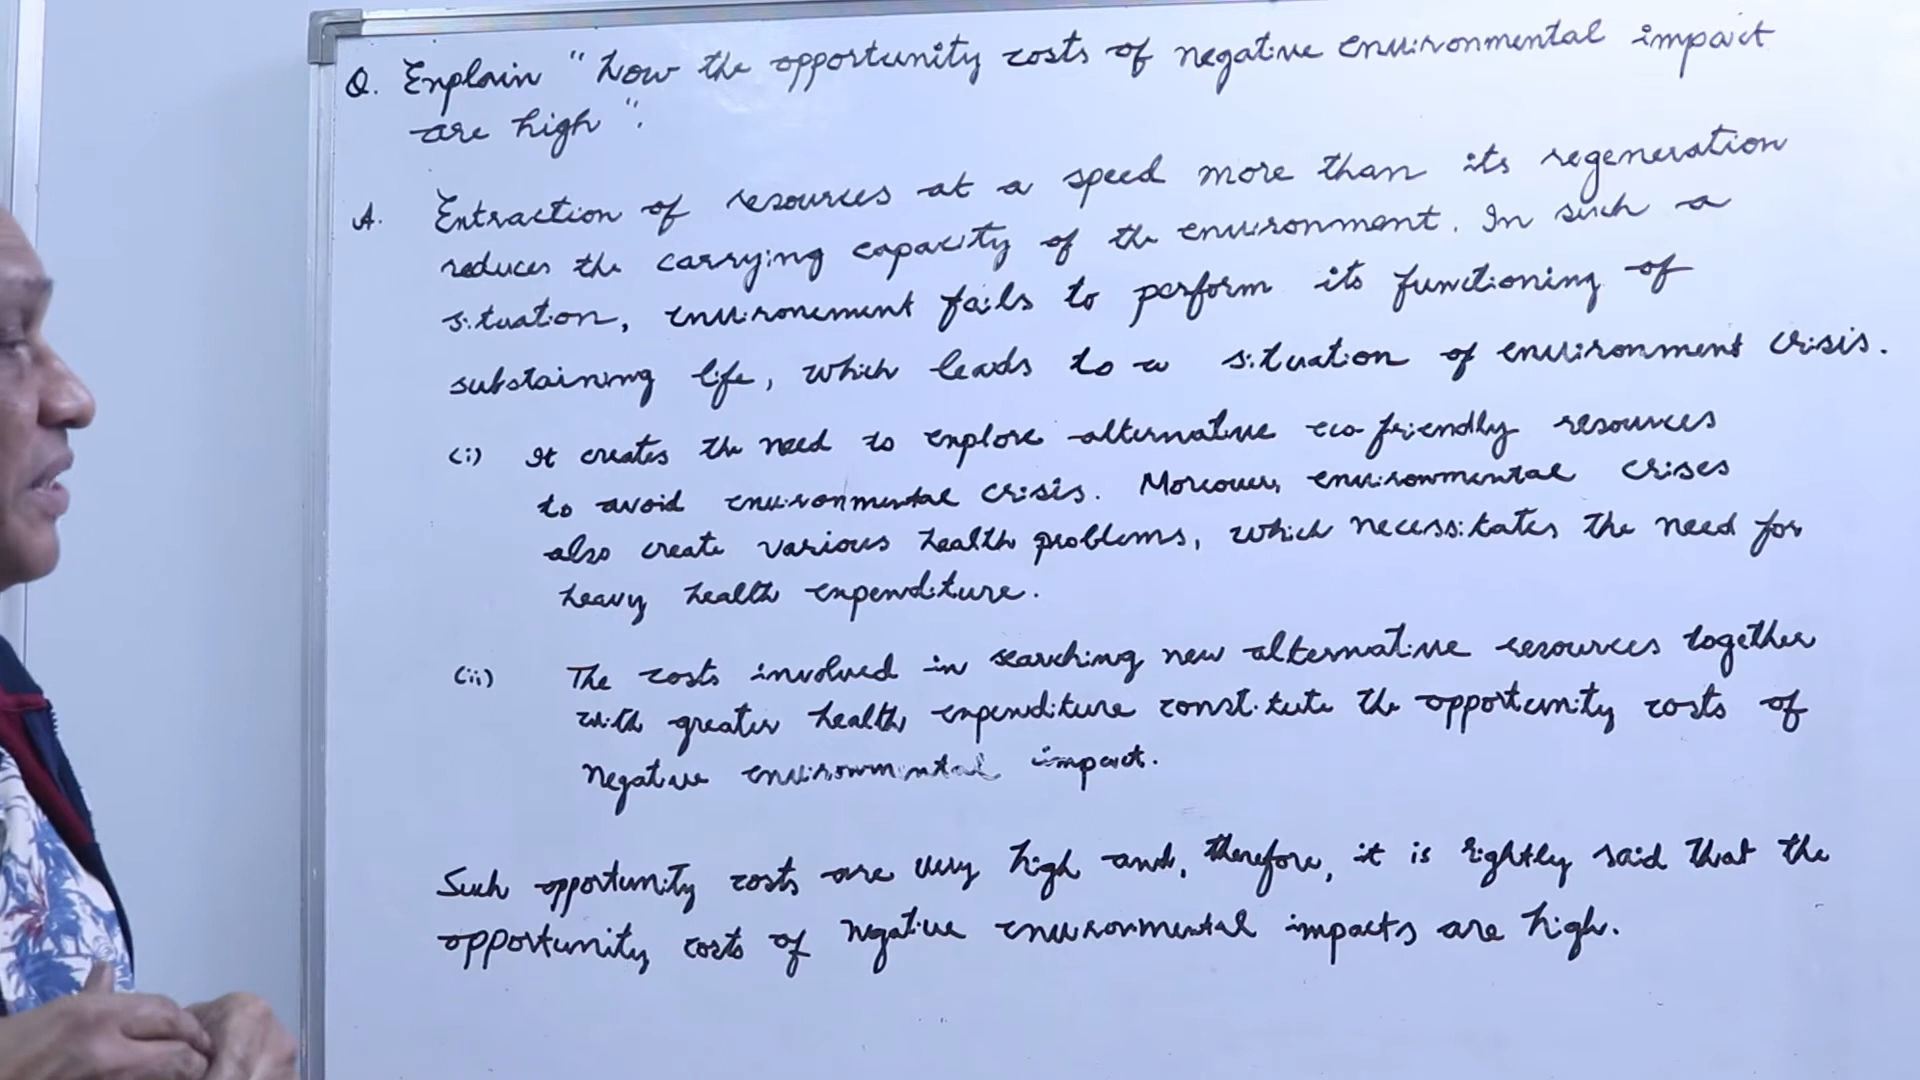 Q. Explain "how the opportunity costs of negative environmental impact
are high".
A. Extraction of resources at a speed more than its regeneration
reduces the carrying capacity of the environment. In such a
situation, environement fails to perform its functioning of
substaining life, which leads to a situation of environment crisis.
(i) It creates the need to explore alternative eco friendly resources
to avoid environmental crisis. Moreover, environmental crises
also create various health problems, which necessitates the need for
heavy health expenditure.
(ii) The costs involved in searching new alternative resources together
with greater health expenditure constitute the opportunity costs of
negative environmental impact.
Such opportunity costs are very high and, therefore, it is rightly said that the
opportunity costs of negative environmental impacts are high.